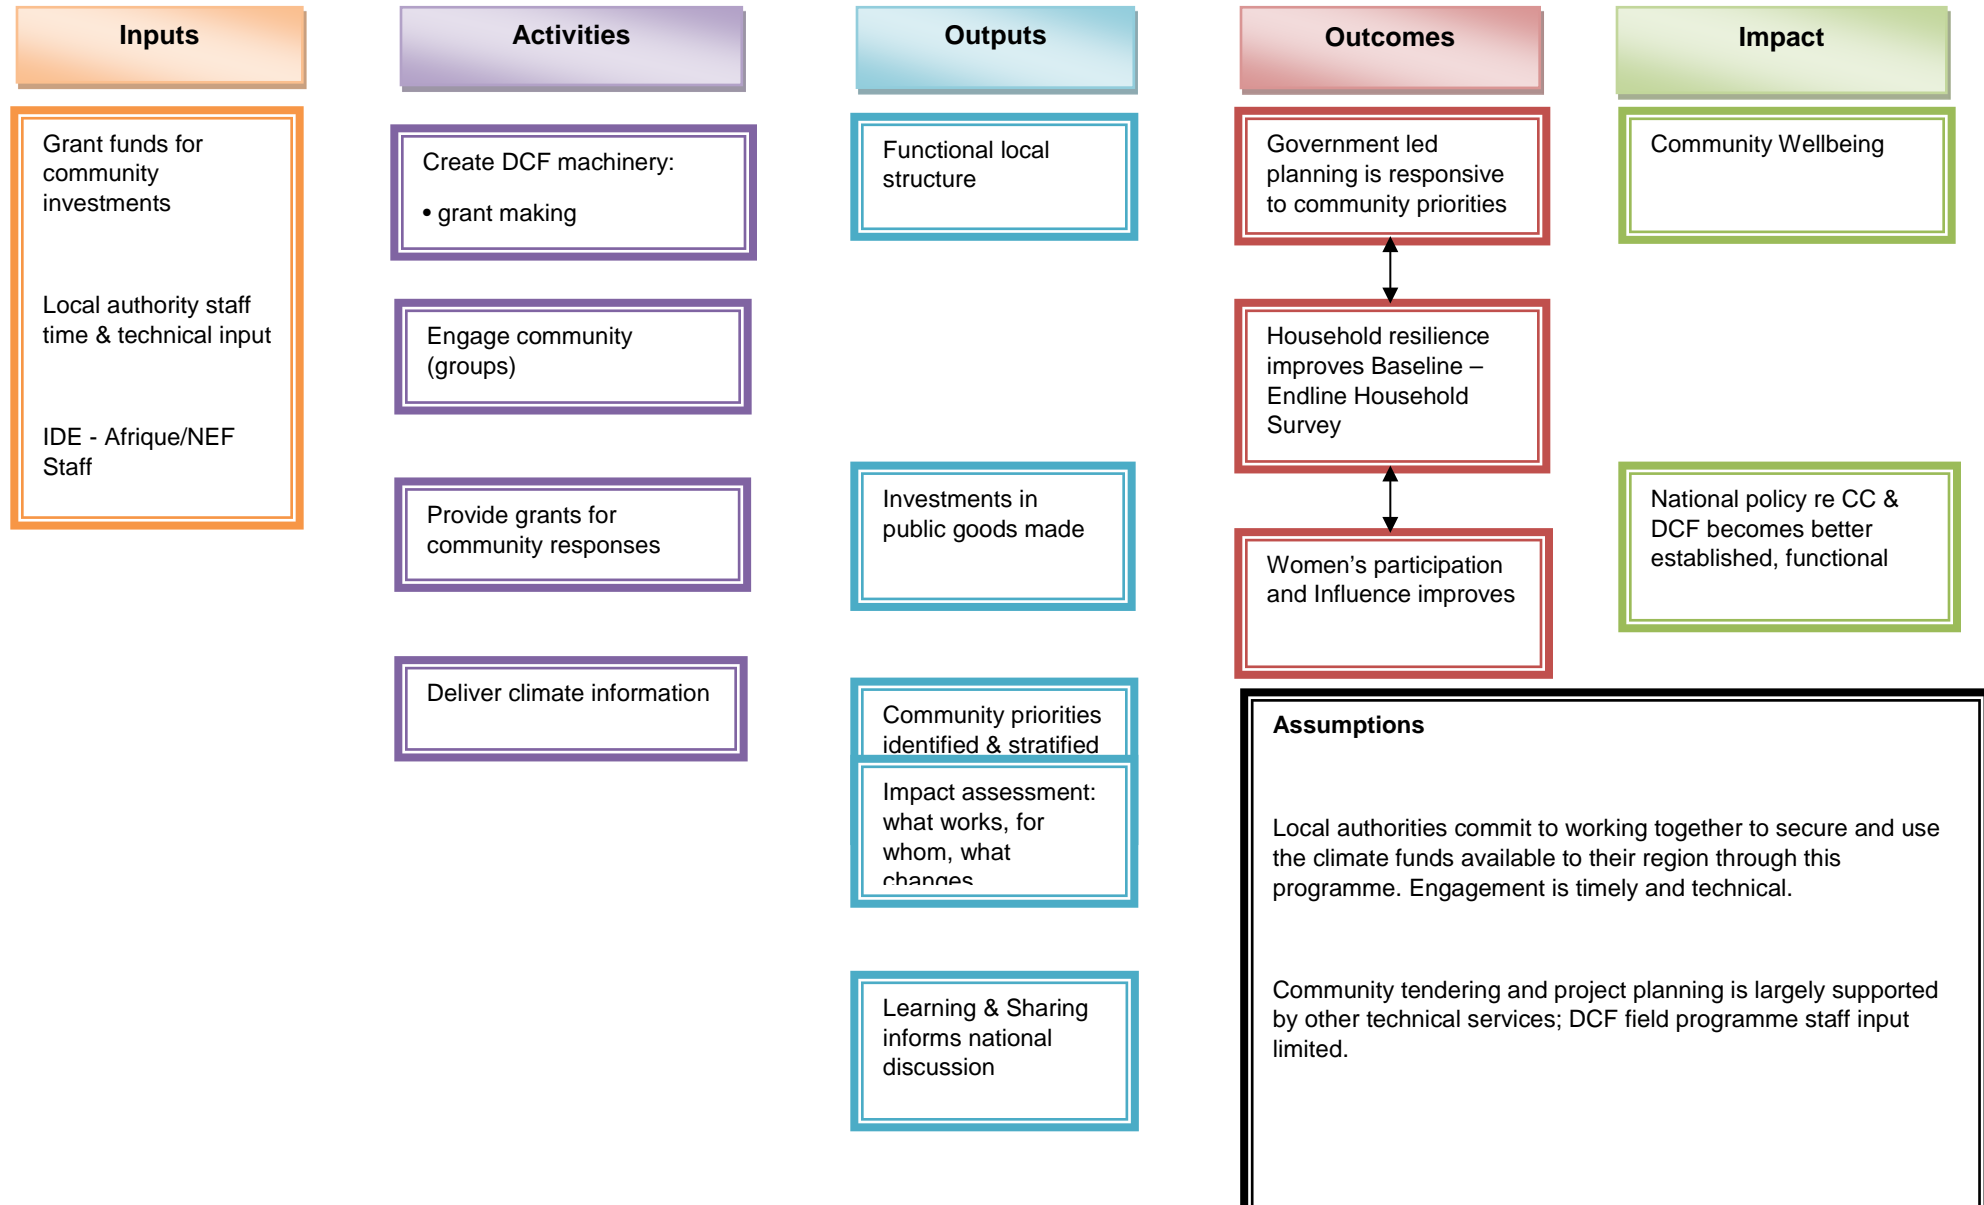 Inputs
Activities
Outputs
Outcomes
Impact
Grant funds for
community
investments
Local authority staff
time & technical input
IDE - Afrique/NEF
Staff
Create DCF machinery:
• grant making
Engage community
(groups)
Provide grants for
community responses
Deliver climate information
Functional local
structure
Investments in
public goods made
Community priorities
identified & stratified
Impact assessment:
what works, for
whom, what
changes
Learning & Sharing
informs national
discussion
Government led
planning is responsive
to community priorities
Household resilience
improves Baseline –
Endline Household
Survey
Women’s participation
and Influence improves
Community Wellbeing
National policy re CC &
DCF becomes better
established, functional
Assumptions
Local authorities commit to working together to secure and use
the climate funds available to their region through this
programme. Engagement is timely and technical.
Community tendering and project planning is largely supported
by other technical services; DCF field programme staff input
limited.